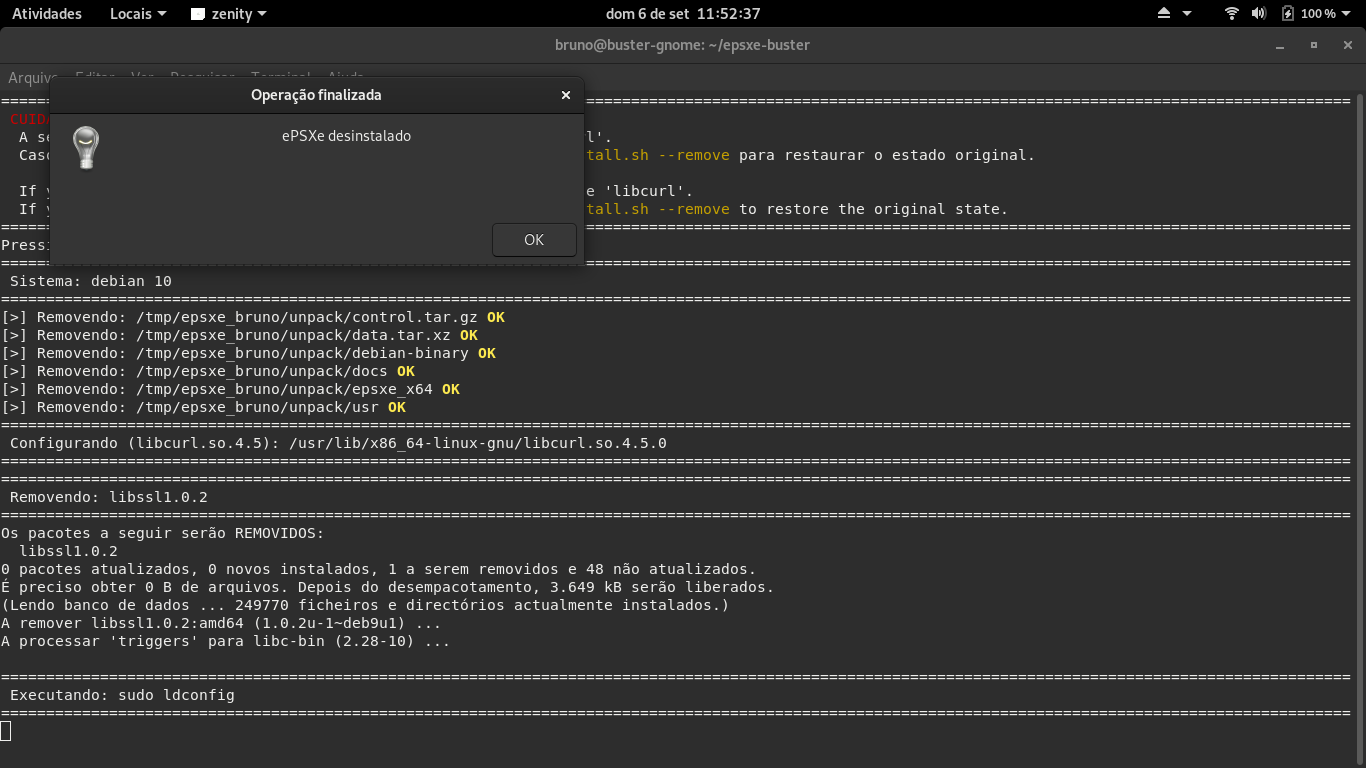 Atividades Locais zenity dom 6 de set 11:52:37 100 %
bruno@buster-gnome: ~/epsxe-buster
Arquivo Editar Ver Pesquisar Terminal Ajuda
Operação finalizada
ePSXe desinstalado
OK
===================================================================================
CUID
A se l'.
Caso tall.sh --remove para restaurar o estado original.
If y e 'libcurl'.
If y tall.sh --remove to restore the original state.
===================================================================================
Pressi
===================================================================================
Sistema: debian 10
======================================================================================================================================================
[>] Removendo: /tmp/epsxe_bruno/unpack/control.tar.gz OK
[>] Removendo: /tmp/epsxe_bruno/unpack/data.tar.xz OK
[>] Removendo: /tmp/epsxe_bruno/unpack/debian-binary OK
[>] Removendo: /tmp/epsxe_bruno/unpack/docs OK
[>] Removendo: /tmp/epsxe_bruno/unpack/epsxe_x64 OK
[>] Removendo: /tmp/epsxe_bruno/unpack/usr OK
======================================================================================================================================================
Configurando (libcurl.so.4.5): /usr/lib/x86_64-linux-gnu/libcurl.so.4.5.0
======================================================================================================================================================
======================================================================================================================================================
Removendo: libssl1.0.2
======================================================================================================================================================
Os pacotes a seguir serão REMOVIDOS:
libssl1.0.2
0 pacotes atualizados, 0 novos instalados, 1 a serem removidos e 48 não atualizados.
É preciso obter 0 B de arquivos. Depois do desempacotamento, 3.649 kB serão liberados.
(Lendo banco de dados ... 249770 ficheiros e directórios actualmente instalados.)
A remover libssl1.0.2:amd64 (1.0.2u-1~deb9u1) ...
A processar 'triggers' para libc-bin (2.28-10) ...
======================================================================================================================================================
Executando: sudo ldconfig
======================================================================================================================================================